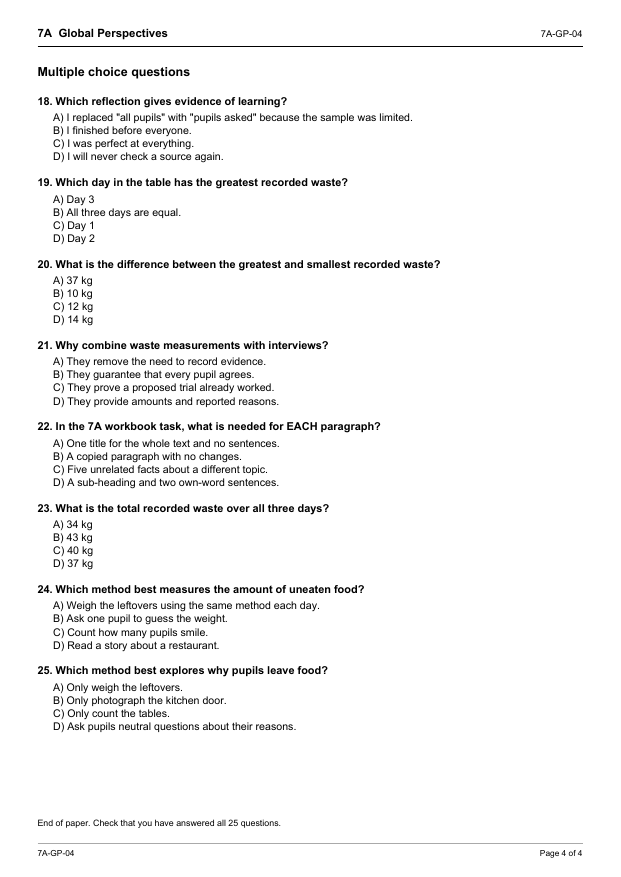 7A Global Perspectives
7A-GP-04
Multiple choice questions
18. Which reflection gives evidence of learning?
A) I replaced "all pupils" with "pupils asked" because the sample was limited.
B) I finished before everyone.
C) I was perfect at everything.
D) I will never check a source again.
19. Which day in the table has the greatest recorded waste?
A) Day 3
B) All three days are equal.
C) Day 1
D) Day 2
20. What is the difference between the greatest and smallest recorded waste?
A) 37 kg
B) 10 kg
C) 12 kg
D) 14 kg
21. Why combine waste measurements with interviews?
A) They remove the need to record evidence.
B) They guarantee that every pupil agrees.
C) They prove a proposed trial already worked.
D) They provide amounts and reported reasons.
22. In the 7A workbook task, what is needed for EACH paragraph?
A) One title for the whole text and no sentences.
B) A copied paragraph with no changes.
C) Five unrelated facts about a different topic.
D) A sub-heading and two own-word sentences.
23. What is the total recorded waste over all three days?
A) 34 kg
B) 43 kg
C) 40 kg
D) 37 kg
24. Which method best measures the amount of uneaten food?
A) Weigh the leftovers using the same method each day.
B) Ask one pupil to guess the weight.
C) Count how many pupils smile.
D) Read a story about a restaurant.
25. Which method best explores why pupils leave food?
A) Only weigh the leftovers.
B) Only photograph the kitchen door.
C) Only count the tables.
D) Ask pupils neutral questions about their reasons.
End of paper. Check that you have answered all 25 questions.
7A-GP-04
Page 4 of 4